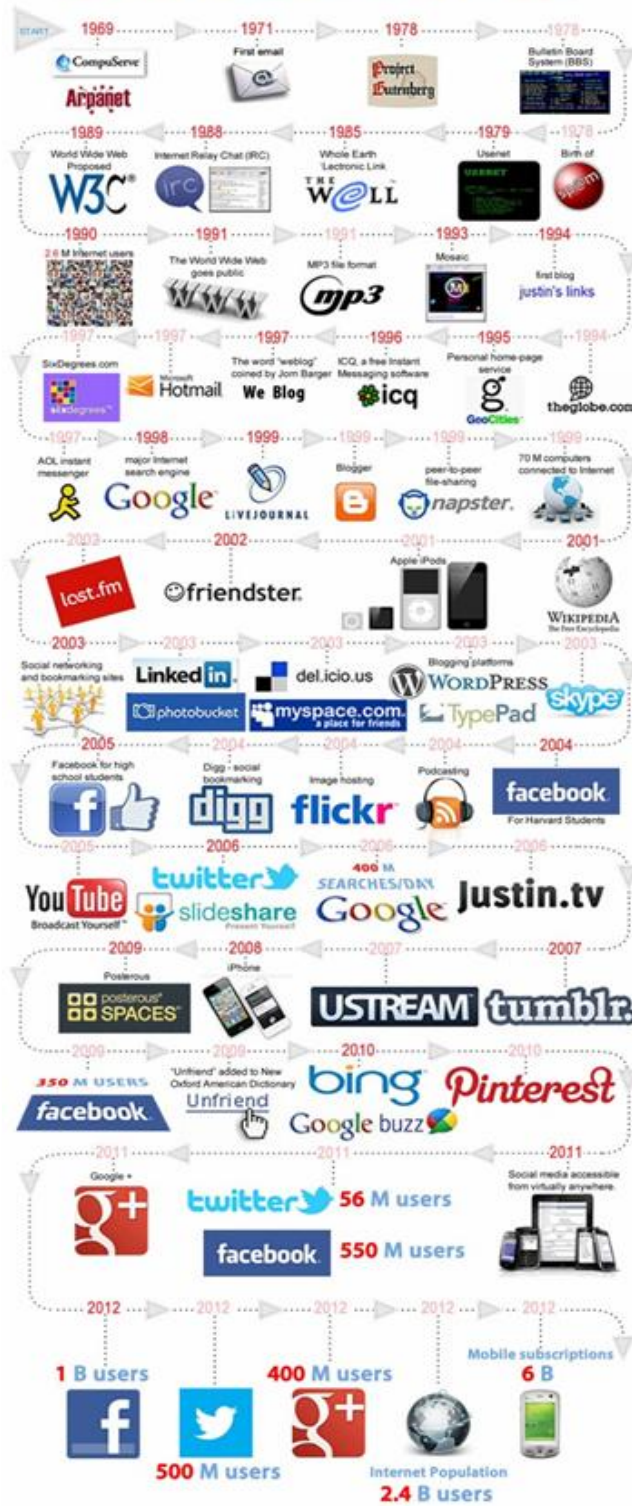 START
1969
1971
1978
1978
CompuServe
Arpanet
First email
@
Project
Gutenberg
Bulletin Board
System (BBS)
1989
1988
1985
1979
1978
World Wide Web
Proposed
W3C®
Internet Relay Chat (IRC)
irc
Whole Earth
'Lectronic Link
THE
WELL
Usenet
USENET
Birth of
spam
1990
1991
1991
1993
1994
2.6 M Internet users
The World Wide Web
goes public
WWW
MP3 file format
mp3
Mosaic
first blog
justin's links
1997
1997
1997
1996
1995
1994
SixDegrees.com
sixdegrees™
Microsoft
Hotmail
The word "weblog"
coined by Jorn Barger
We Blog
ICQ, a free Instant
Messaging software
icq
Personal home-page
service
GeoCities
theglobe.com
1997
1998
1999
1999
1999
1999
AOL instant
messenger
major Internet
search engine
Google™
LIVEJOURNAL
Blogger
peer-to-peer
file-sharing
napster.
70 M computers
connected to Internet
2003
2002
2001
2001
last.fm
friendster.
Apple iPods
WIKIPEDIA
The Free Encyclopedia
2003
2003
2003
2003
2003
Social networking
and bookmarking sites
Linked in®
photobucket
del.icio.us
myspace.com.
a place for friends
Blogging platforms
WORDPRESS
TypePad
skype™
2005
2004
2004
2004
2004
Facebook for high
school students
f
Digg - social
bookmarking
digg
Image hosting
flickr
Podcasting
facebook.
For Harvard Students
2005
2006
2006
2006
YouTube
Broadcast Yourself™
twitter
slideshare
Present Yourself
400 M
SEARCHES/DAY
Google™
Justin.tv
2009
2008
2007
2007
Posterous
posterous®
SPACES™
iPhone
USTREAM™
tumblr.
2009
2009
2010
2010
350 M USERS
facebook.
"Unfriend" added to New
Oxford American Dictionary
Unfriend
bing™
Google buzz
Pinterest
2011
2011
2011
Google +
g+
twitter 56 M users
facebook. 550 M users
Social media accessible
from virtually anywhere.
2012
2012
2012
2012
2012
1 B users
f
500 M users
400 M users
g+
Internet Population
2.4 B users
Mobile subscriptions
6 B